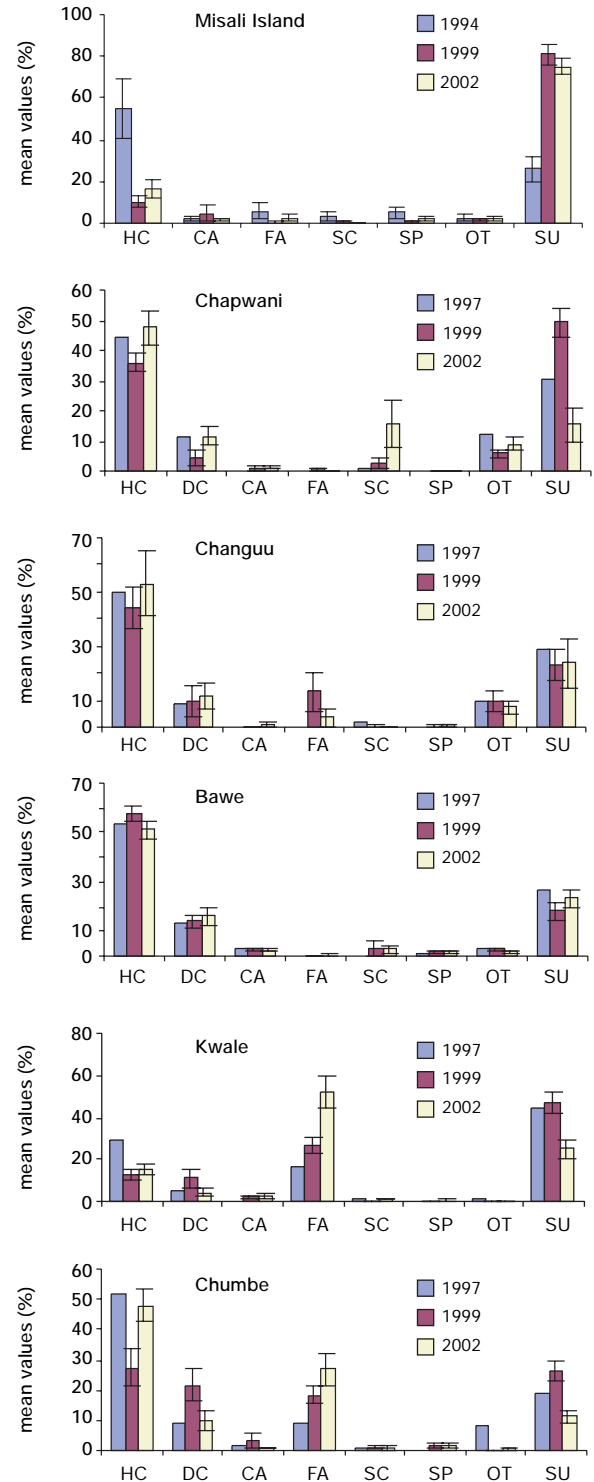 Misali Island
mean values (%)
100
80
60
40
20
0
1994
1999
2002
HC CA FA SC SP OT SU
Chapwani
mean values (%)
60
50
40
30
20
10
0
1997
1999
2002
HC DC CA FA SC SP OT SU
Changuu
mean values (%)
70
50
30
10
0
1997
1999
2002
HC DC CA FA SC SP OT SU
Bawe
mean values (%)
70
50
30
10
0
1997
1999
2002
HC DC CA FA SC SP OT SU
Kwale
mean values (%)
80
60
40
20
0
1997
1999
2002
HC DC CA FA SC SP OT SU
Chumbe
mean values (%)
60
50
40
30
20
10
0
1997
1999
2002
HC DC CA FA SC SP OT SU